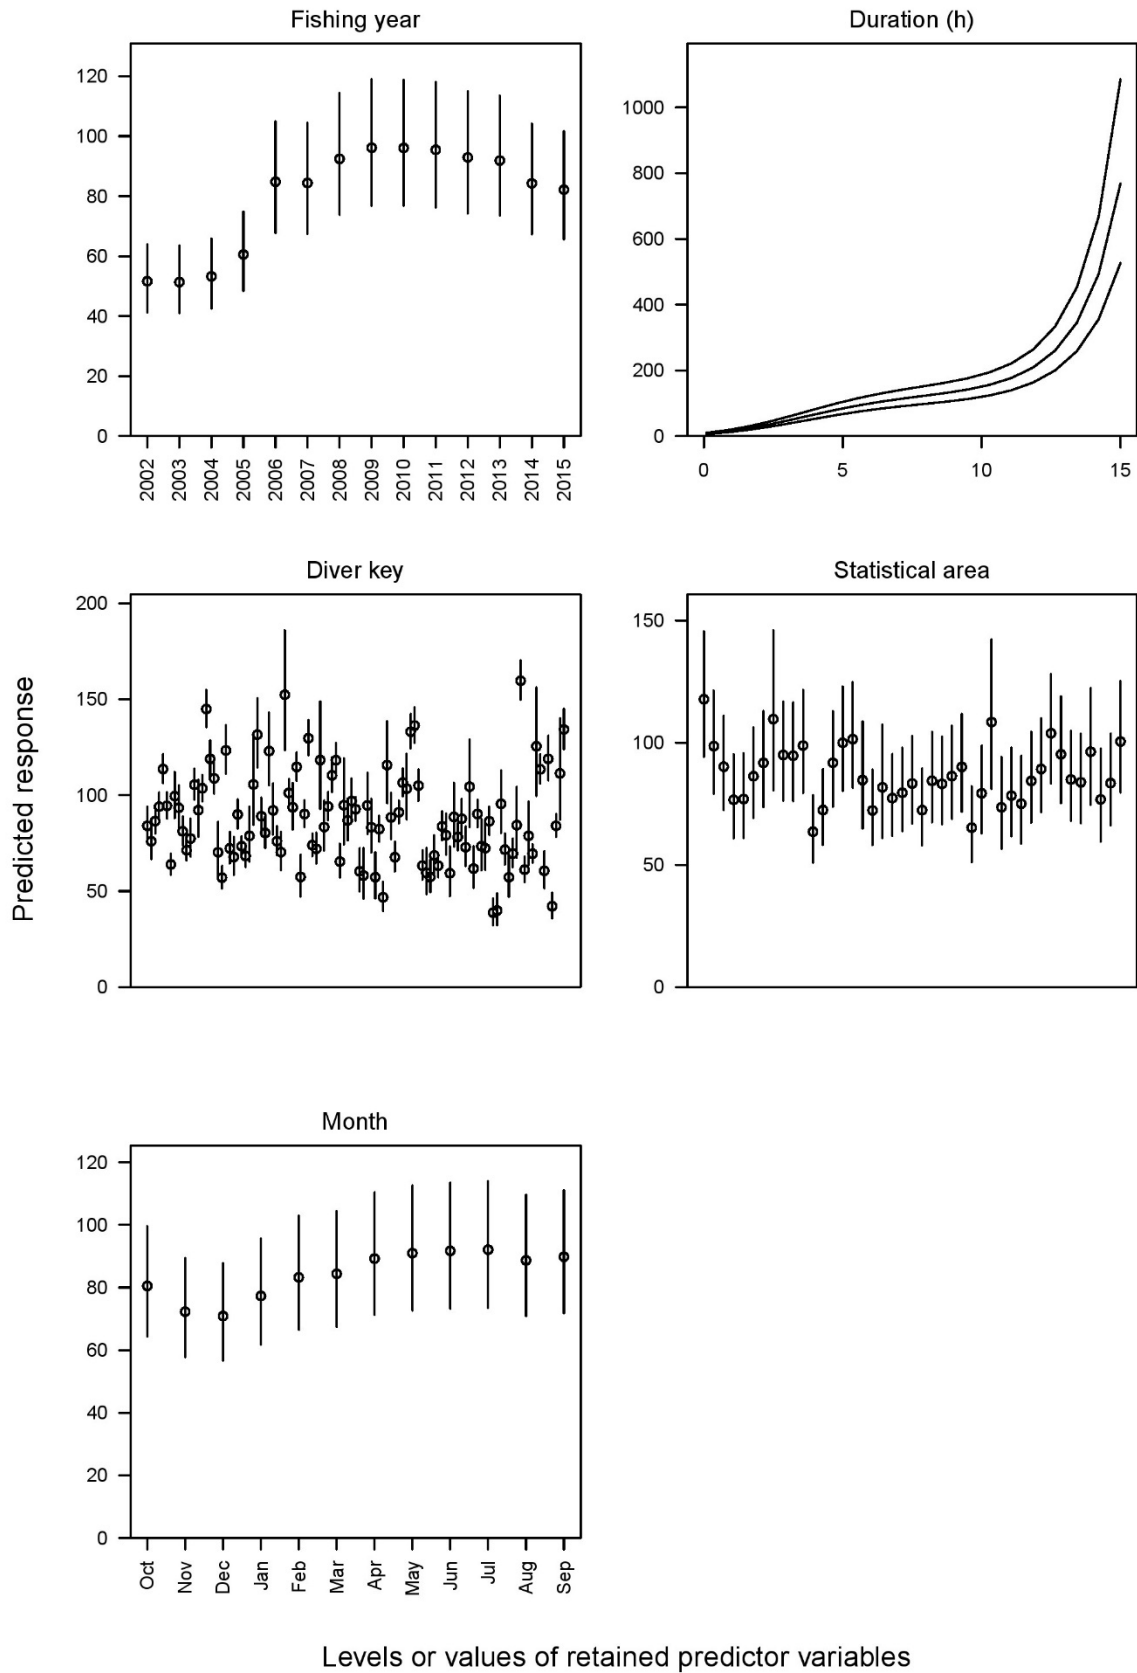 Fishing year
120
100
80
60
40
20
0
2002
2003
2004
2005
2006
2007
2008
2009
2010
2011
2012
2013
2014
2015
Duration (h)
1000
800
600
400
200
0
0
5
10
15
Predicted response
Diver key
200
150
100
50
0
Statistical area
150
100
50
0
Month
120
100
80
60
40
20
0
Oct
Nov
Dec
Jan
Feb
Mar
Apr
May
Jun
Jul
Aug
Sep
Levels or values of retained predictor variables